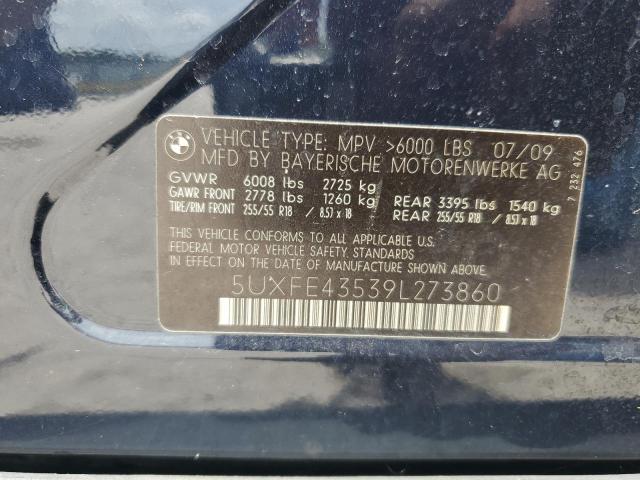 VEHICLE TYPE: MPV >6000 LBS 07/09
MFD BY BAYERISCHE MOTORENWERKE AG
GVWR 6008 lbs 2725 kg
GAWR FRONT 2778 lbs 1260 kg REAR 3395 lbs 1540 kg
TIRE/RIM FRONT 255/55 R18 / 8.5J x 18 REAR 255/55 R18 / 8.5J x 18
THIS VEHICLE CONFORMS TO ALL APPLICABLE U.S.
FEDERAL MOTOR VEHICLE SAFETY STANDARDS
IN EFFECT ON THE DATE OF MANUFACTURE SHOWN ABOVE.
5UXFE43539L273860
7 232 476